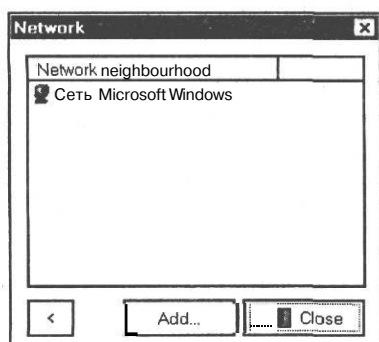 Network
Network neighbourhood
Сеть Microsoft Windows
< Add... Close